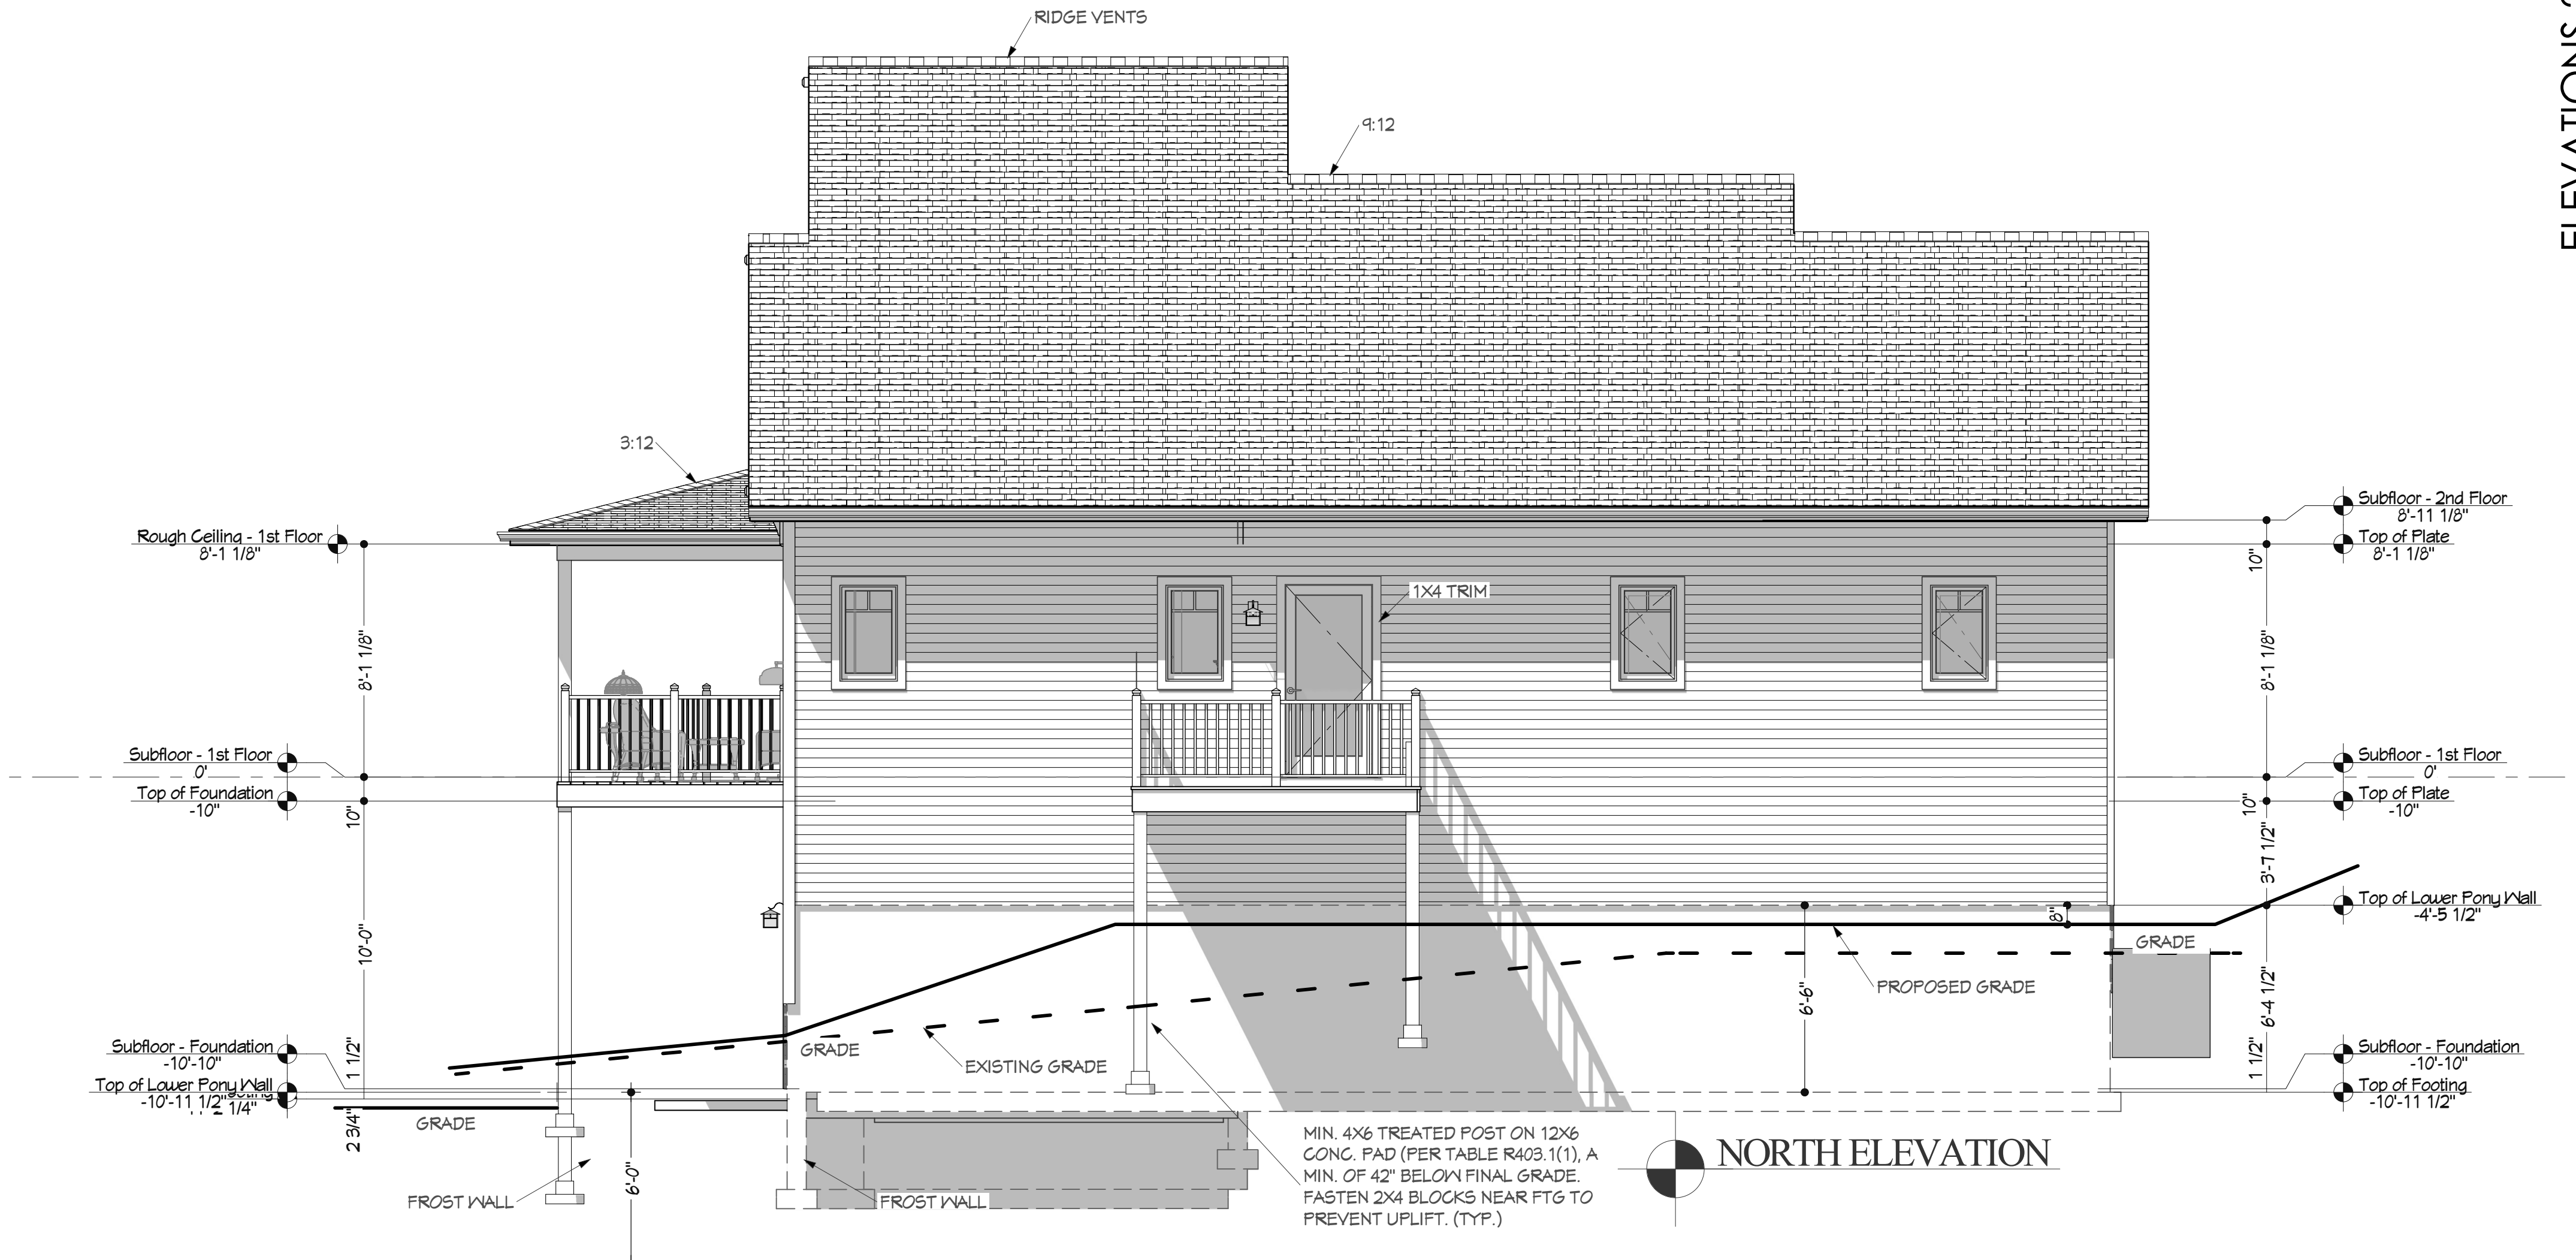 ELEVATIONS
RIDGE VENTS
9:12
3:12
Rough Ceiling - 1st Floor
8'-1 1/8"
Subfloor - 2nd Floor
8'-11 1/8"
Top of Plate
8'-1 1/8"
10"
1X4 TRIM
8'-1 1/8"
8'-1 1/8"
Subfloor - 1st Floor
0'
Top of Foundation
-10"
10"
Subfloor - 1st Floor
0'
Top of Plate
-10"
10"
3'-7 1/2"
Top of Lower Pony Wall
-4'-5 1/2"
8"
GRADE
10'-0"
6'-6"
6'-4 1/2"
PROPOSED GRADE
GRADE
EXISTING GRADE
Subfloor - Foundation
-10'-10"
1 1/2"
Top of Lower Pony Wall
-10'-11 1/2"
1/4"
2 3/4"
GRADE
Subfloor - Foundation
-10'-10"
1 1/2"
Top of Footing
-10'-11 1/2"
MIN. 4X6 TREATED POST ON 12X6
CONC. PAD (PER TABLE R403.1(1), A
MIN. OF 42" BELOW FINAL GRADE.
FASTEN 2X4 BLOCKS NEAR FTG TO
PREVENT UPLIFT. (TYP.)
NORTH ELEVATION
6'-0"
FROST WALL
FROST WALL